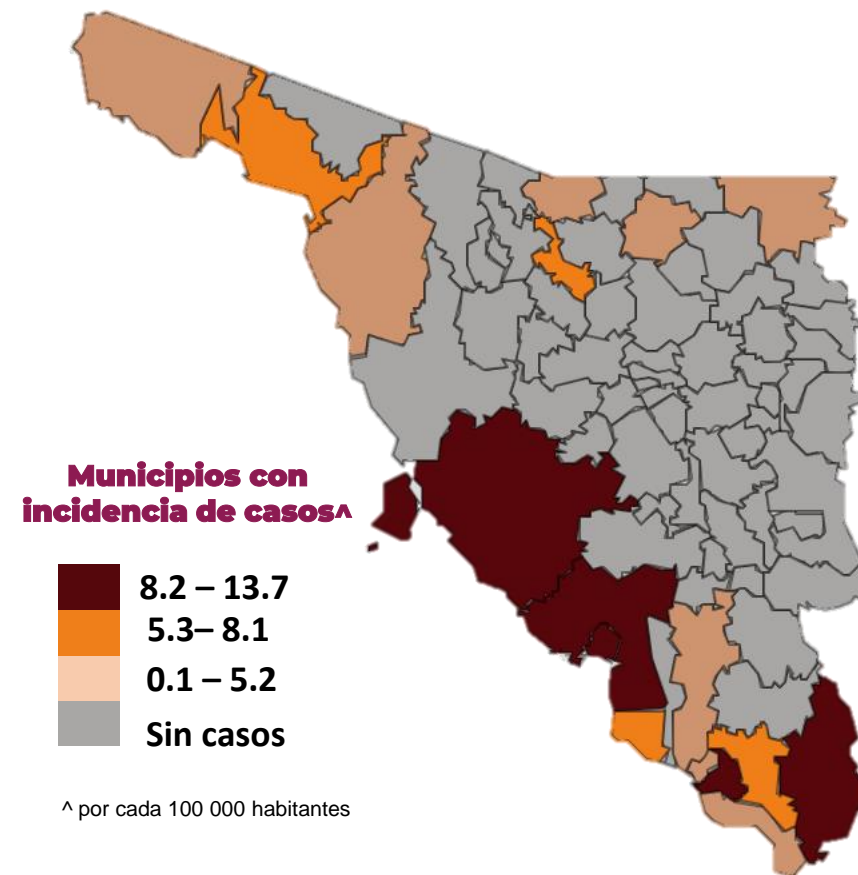 Municipios con
incidencia de casos^
8.2 – 13.7
5.3– 8.1
0.1 – 5.2
Sin casos
^ por cada 100 000 habitantes